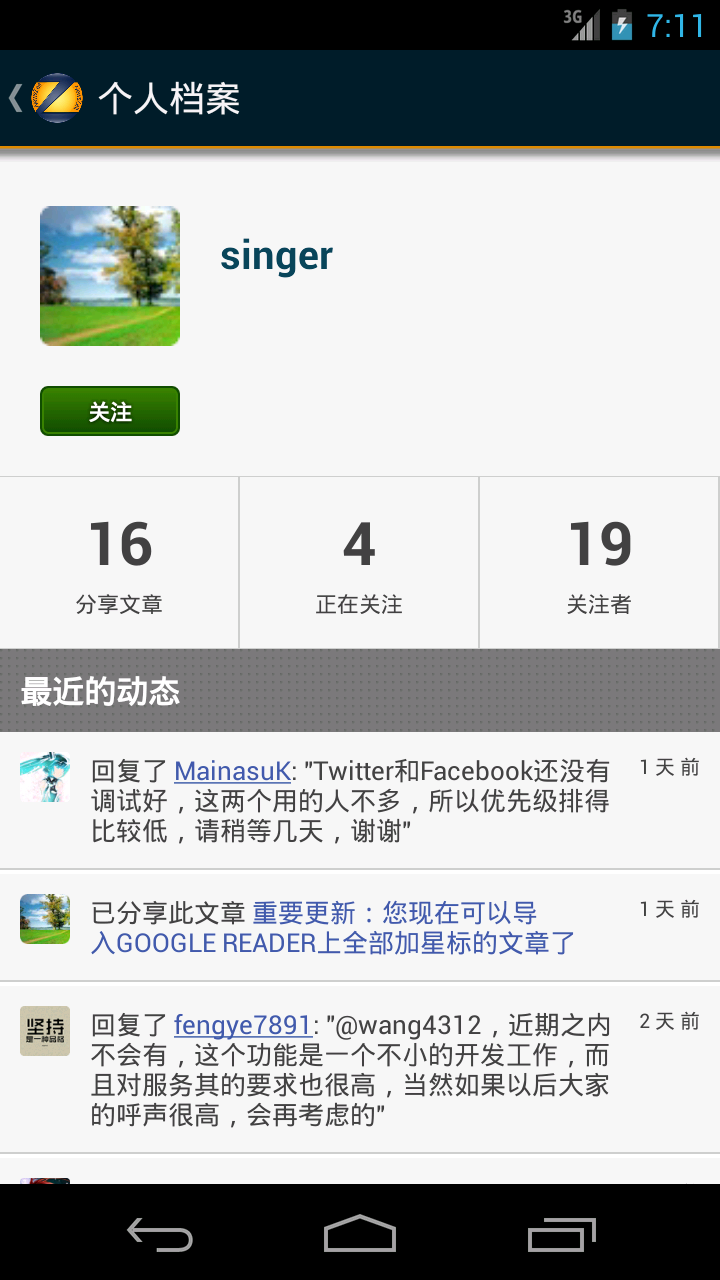 3G 7:11
个人档案
singer
关注
16 4 19
分享文章 正在关注 关注者
最近的动态
回复了 MainasuK: "Twitter和Facebook还没有 1 天 前
调试好，这两个用的人不多，所以优先级排得
比较低，请稍等几天，谢谢"
已分享此文章 重要更新：您现在可以导 1 天 前
入GOOGLE READER上全部加星标的文章了
坚持
是一种品格
回复了 fengye7891: "@wang4312，近期之内 2 天 前
不会有，这个功能是一个不小的开发工作，而
且对服务其的要求也很高，当然如果以后大家
的呼声很高，会再考虑的"